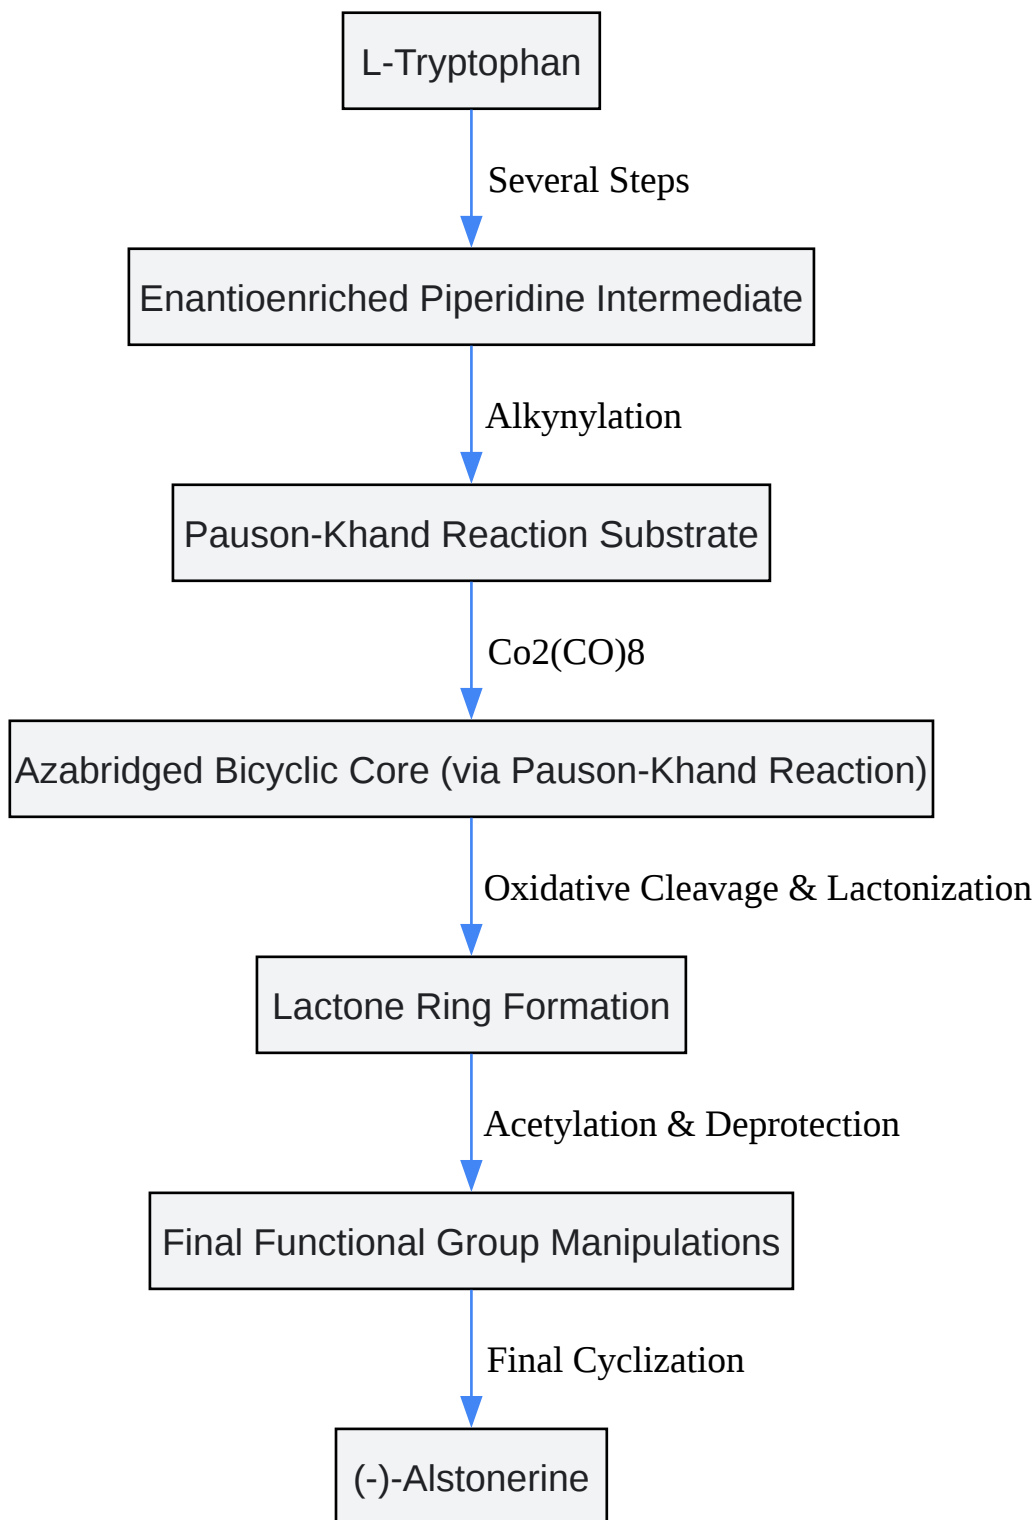 L-Tryptophan
Several Steps
Enantioenriched Piperidine Intermediate
Alkynylation
Pauson-Khand Reaction Substrate
Co2(CO)8
Azabridged Bicyclic Core (via Pauson-Khand Reaction)
Oxidative Cleavage & Lactonization
Lactone Ring Formation
Acetylation & Deprotection
Final Functional Group Manipulations
Final Cyclization
(-)-Alstonerine